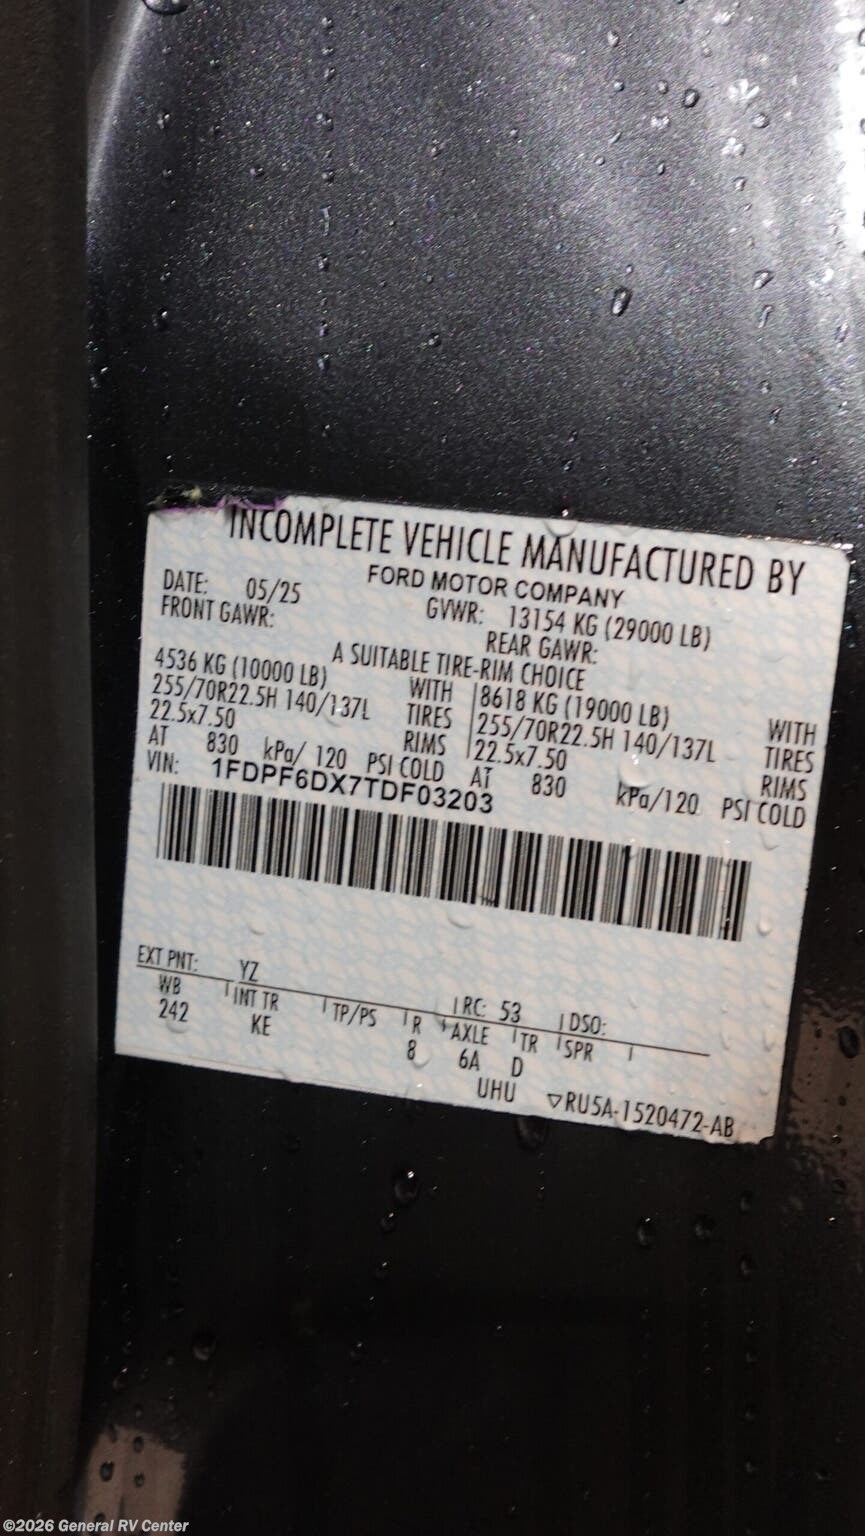 INCOMPLETE VEHICLE MANUFACTURED BY
FORD MOTOR COMPANY
DATE: 05/25 GVWR: 13154 KG (29000 LB)
FRONT GAWR: REAR GAWR:
A SUITABLE TIRE-RIM CHOICE
4536 KG (10000 LB) WITH 8618 KG (19000 LB) WITH
255/70R22.5H 140/137L TIRES 255/70R22.5H 140/137L TIRES
22.5x7.50 RIMS 22.5x7.50 RIMS
AT 830 kPa/ 120 PSI COLD AT 830 kPa/120 PSI COLD
VIN: 1FDPF6DX7TDF03203
EXT PNT: YZ RC: 53 DSO:
WB INT TR TP/PS R AXLE TR SPR
242 KE 8 6A D
UHU ▽RU5A-1520472-AB
©2026 General RV Center